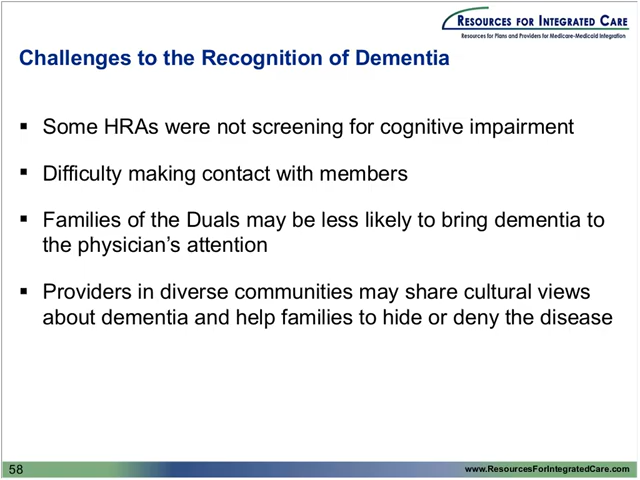 RESOURCES FOR INTEGRATED CARE
Resources for Plans and Providers for Medicare-Medicaid Integration
Challenges to the Recognition of Dementia
▪ Some HRAs were not screening for cognitive impairment
▪ Difficulty making contact with members
▪ Families of the Duals may be less likely to bring dementia to
the physician’s attention
▪ Providers in diverse communities may share cultural views
about dementia and help families to hide or deny the disease
58
www.ResourcesForIntegratedCare.com